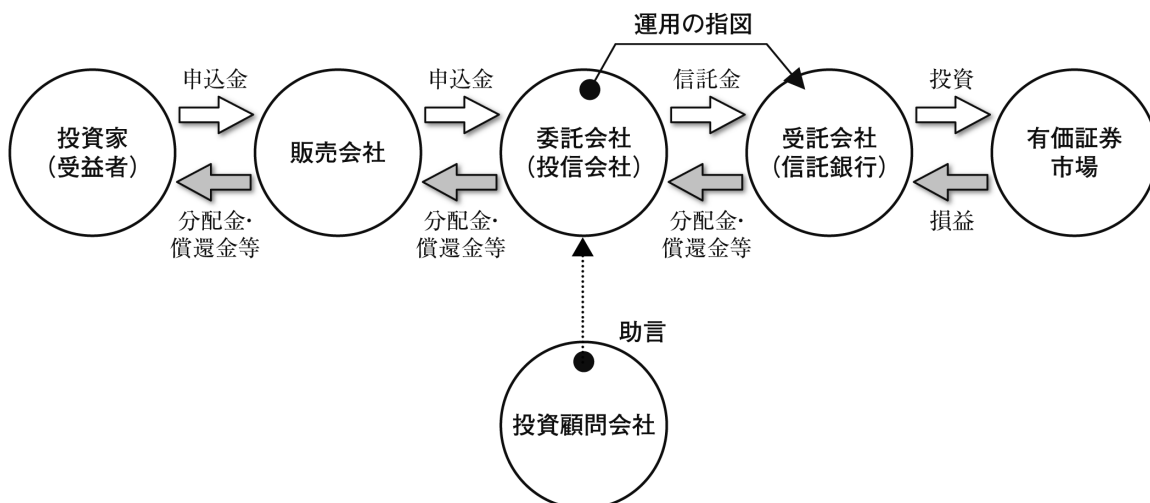 運用の指図
申込金
申込金
信託金
投資
投資家
(受益者)
販売会社
委託会社
(投信会社)
受託会社
(信託銀行)
有価証券
市場
分配金・
償還金等
分配金・
償還金等
分配金・
償還金等
損益
助言
投資顧問会社